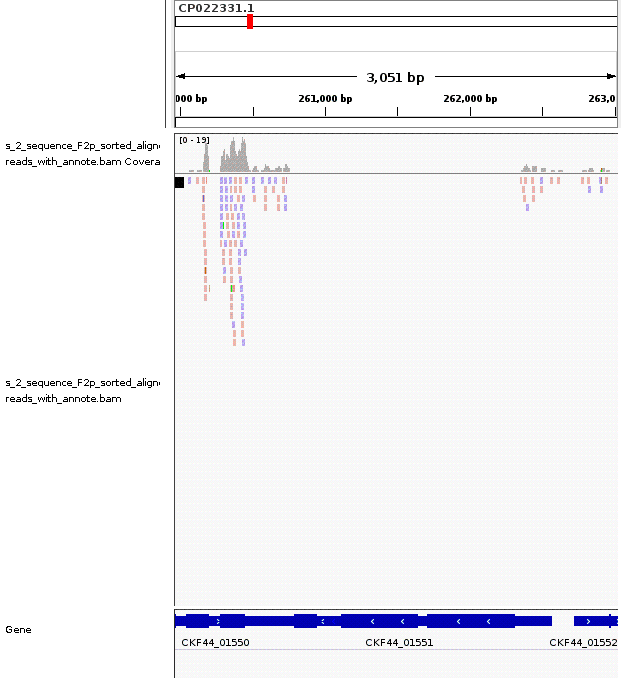 CP022331.1
3,051 bp
000 bp 261,000 bp 262,000 bp 263,0
s_2_sequence_F2p_sorted_aligne
reads_with_annote.bam Covera
[0 - 19]
s_2_sequence_F2p_sorted_aligne
reads_with_annote.bam
Gene
CKF44_01550 CKF44_01551 CKF44_01552